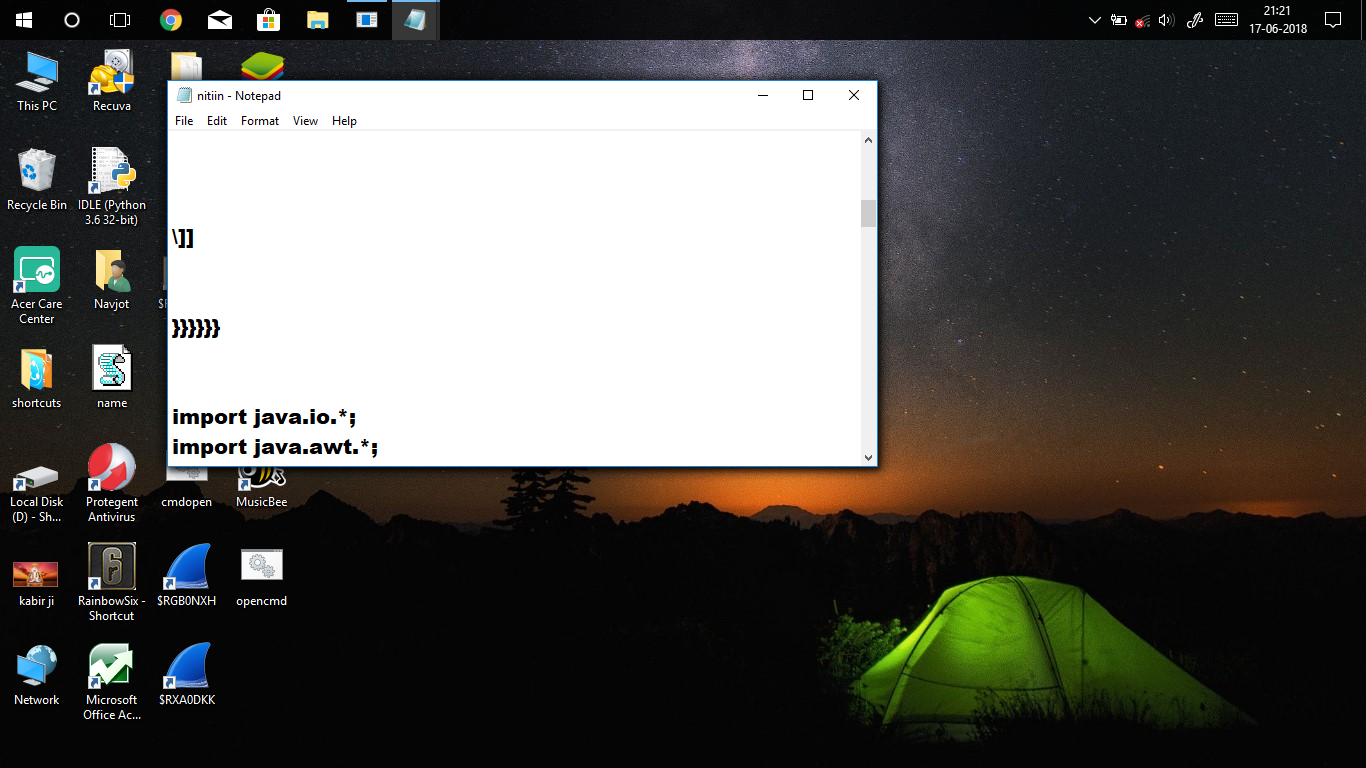 21:21
17-06-2018
This PC
Recuva
Recycle Bin
IDLE (Python
3.6 32-bit)
Acer Care
Center
Navjot
shortcuts
name
Local Disk
(D) - Sh...
Protegent
Antivirus
cmdopen
MusicBee
kabir ji
RainbowSix -
Shortcut
$RGB0NXH
opencmd
Network
Microsoft
Office Ac...
$RXA0DKK
nitiin - Notepad
File Edit Format View Help
\]]
}}}}}}
import java.io.*;
import java.awt.*;